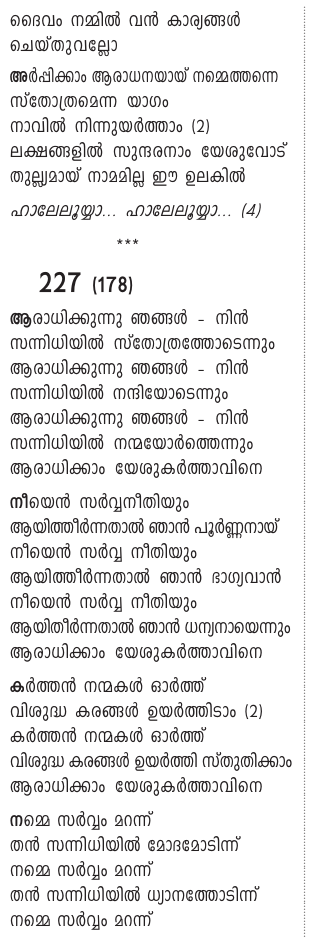 ദൈവം നമ്മിൽ വൻ കാര്യങ്ങൾ
ചെയ്തുവല്ലോ
അർപ്പിക്കാം ആരാധനയായ് നമ്മെത്തന്നെ
സ്തോത്രമെന്ന യാഗം
നാവിൽ നിന്നുയർത്താം (2)
ലക്ഷങ്ങളിൽ സുന്ദരനാം യേശുവോട്
തുല്ല്യമായ് നാമമില്ല ഈ ഉലകിൽ
ഹാലേലൂയ്യാ... ഹാലേലൂയ്യാ... (4)
***
227 (178)
ആരാധിക്കുന്നു ഞങ്ങൾ - നിൻ
സന്നിധിയിൽ സ്തോത്രത്തോടെന്നും
ആരാധിക്കുന്നു ഞങ്ങൾ - നിൻ
സന്നിധിയിൽ നന്ദിയോടെന്നും
ആരാധിക്കുന്നു ഞങ്ങൾ - നിൻ
സന്നിധിയിൽ നന്മയോർത്തെന്നും
ആരാധിക്കാം യേശുകർത്താവിനെ
നീയെൻ സർവ്വനീതിയും
ആയിത്തീർന്നതാൽ ഞാൻ പൂർണ്ണനായ്
നീയെൻ സർവ്വ നീതിയും
ആയിത്തീർന്നതാൽ ഞാൻ ഭാഗ്യവാൻ
നീയെൻ സർവ്വ നീതിയും
ആയിതീർന്നതാൽ ഞാൻ ധന്യനായെന്നും
ആരാധിക്കാം യേശുകർത്താവിനെ
കർത്തൻ നന്മകൾ ഓർത്ത്
വിശുദ്ധ കരങ്ങൾ ഉയർത്തിടാം (2)
കർത്തൻ നന്മകൾ ഓർത്ത്
വിശുദ്ധ കരങ്ങൾ ഉയർത്തി സ്തുതിക്കാം
ആരാധിക്കാം യേശുകർത്താവിനെ
നമ്മെ സർവ്വം മറന്ന്
തൻ സന്നിധിയിൽ മോദമോടിന്ന്
നമ്മെ സർവ്വം മറന്ന്
തൻ സന്നിധിയിൽ ധ്യാനത്തോടിന്ന്
നമ്മെ സർവ്വം മറന്ന്